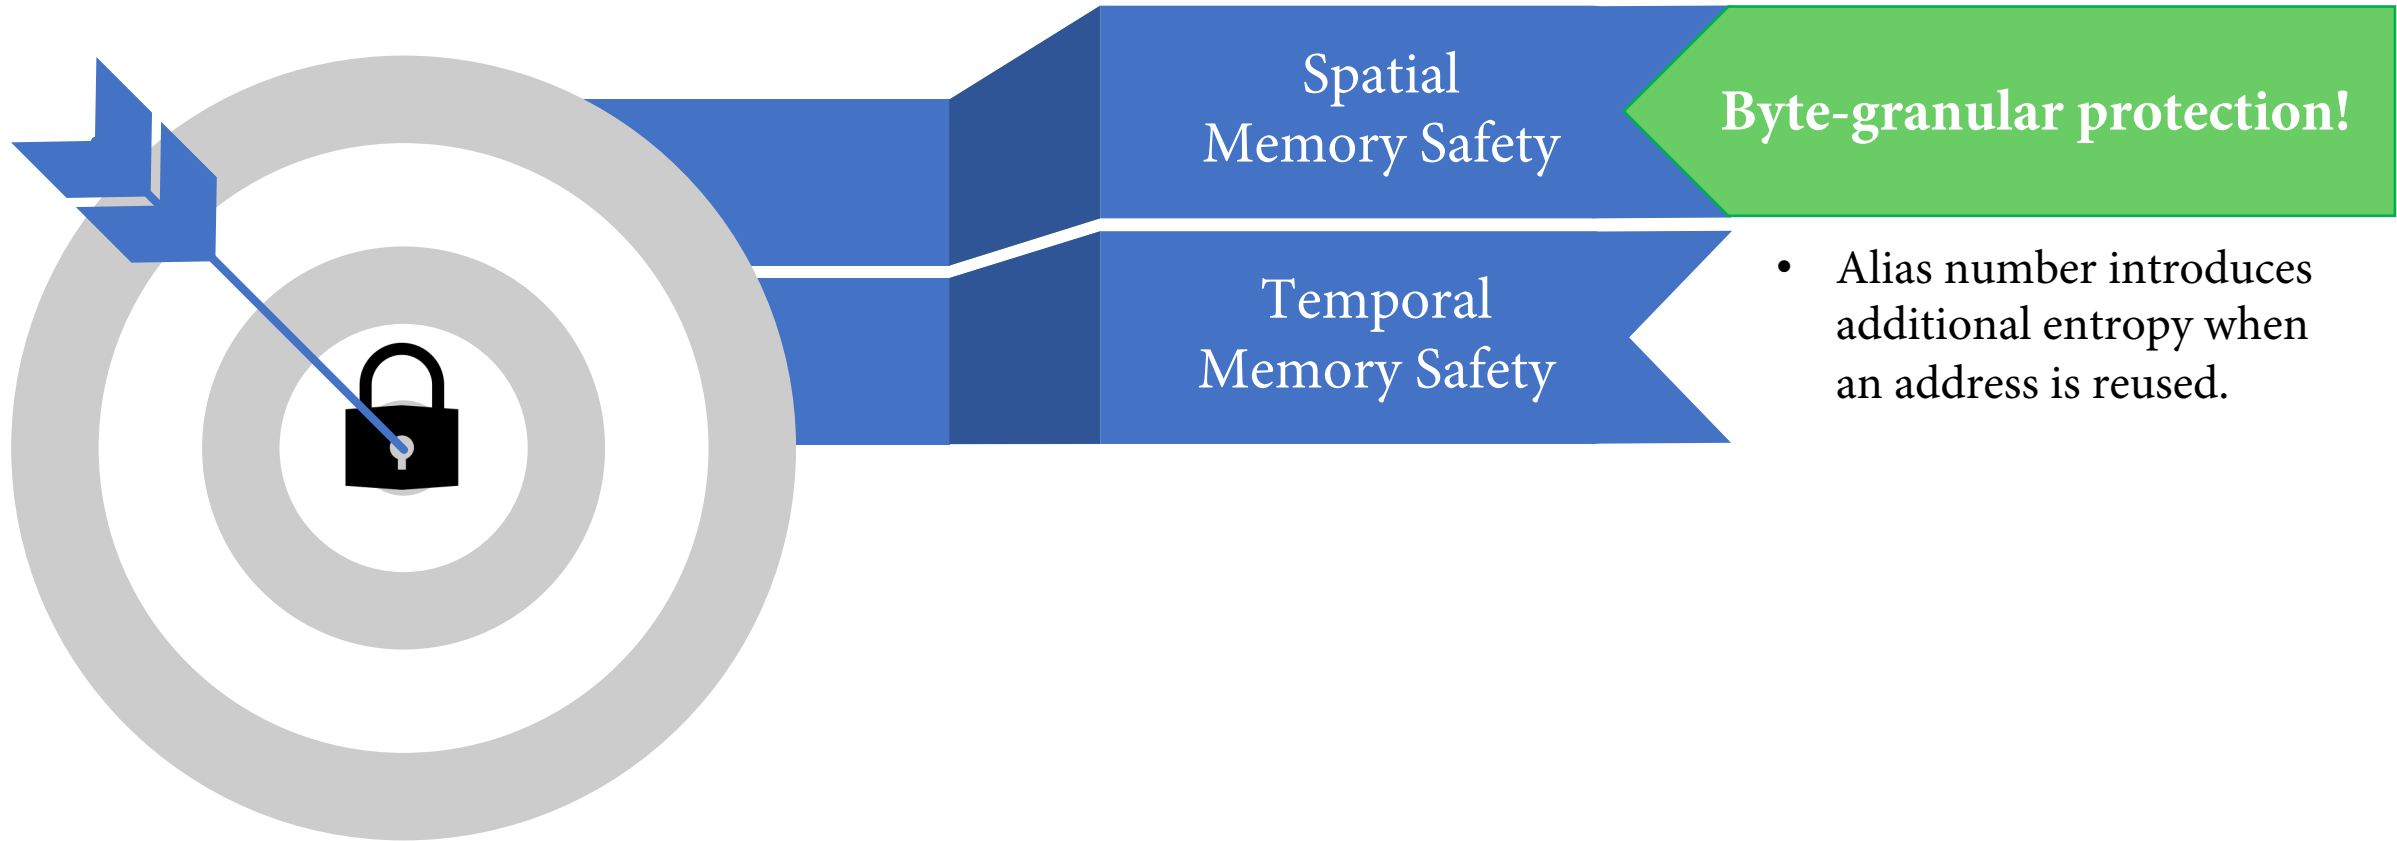 Spatial
Memory Safety
Byte-granular protection!
Temporal
Memory Safety
• Alias number introduces
additional entropy when
an address is reused.